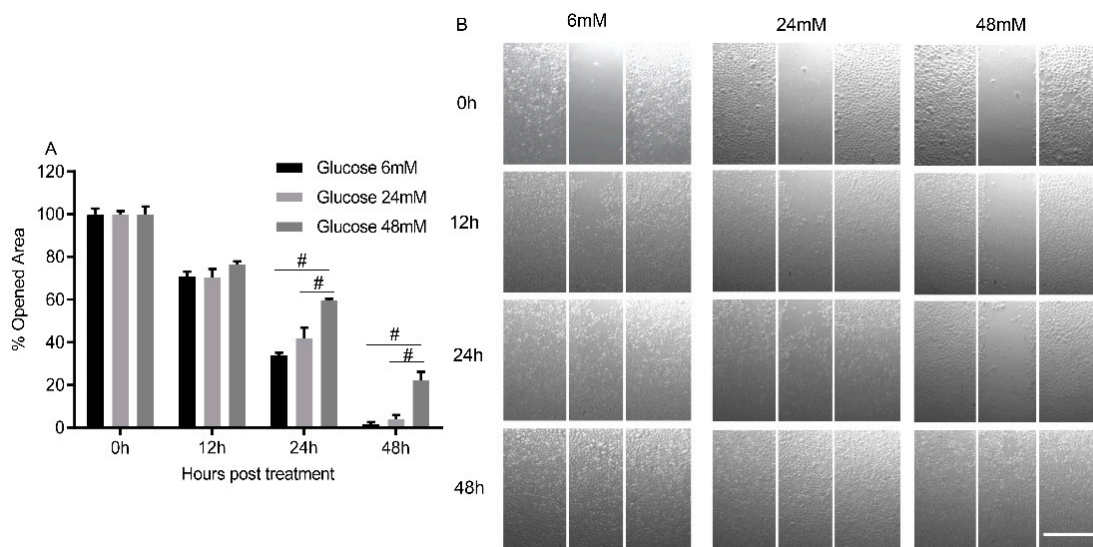 A
120
100
80
60
40
20
0
% Opened Area
Glucose 6mM
Glucose 24mM
Glucose 48mM
#
#
#
#
0h
12h
24h
48h
Hours post treatment
B
6mM
24mM
48mM
0h
12h
24h
48h